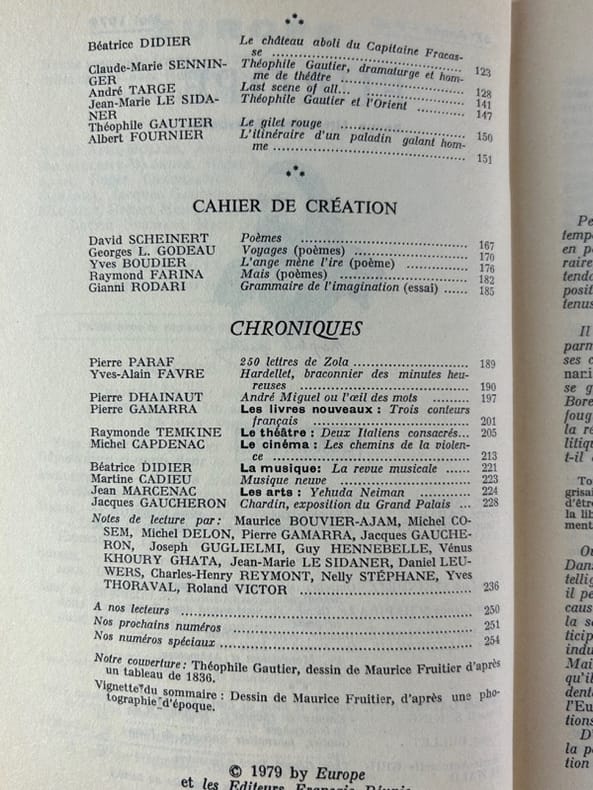 Béatrice DIDIER Le château aboli du Capitaine Fracas-
se .......... 123
Claude-Marie SENNIN-
GER Théophile Gautier, dramaturge et hom-
me de théâtre .......... 128
André TARGE Last scene of all... .......... 141
Jean-Marie LE SIDA-
NER Théophile Gautier et l'Orient .......... 147
Théophile GAUTIER Le gilet rouge .......... 150
Albert FOURNIER L'itinéraire d'un paladin galant hom-
me .......... 151
CAHIER DE CRÉATION
David SCHEINERT Poèmes .......... 167
Georges L. GODEAU Voyages (poèmes) .......... 170
Yves BOUDIER L'ange mène l'ire (poème) .......... 176
Raymond FARINA Mais (poèmes) .......... 182
Gianni RODARI Grammaire de l'imagination (essai) ...... 185
CHRONIQUES
Pierre PARAF 250 lettres de Zola .......... 189
Yves-Alain FAVRE Hardellet, braconnier des minutes heu-
reuses .......... 190
Pierre DHAINAUT André Miguel ou l'œil des mots .......... 197
Pierre GAMARRA Les livres nouveaux : Trois conteurs
français .......... 201
Raymonde TEMKINE Le théâtre : Deux Italiens consacrés... 205
Michel CAPDENAC Le cinéma : Les chemins de la violen-
ce .......... 213
Béatrice DIDIER La musique: La revue musicale ...... 221
Martine CADIEU Musique neuve .......... 223
Jean MARCENAC Les arts : Yehuda Neiman .......... 224
Jacques GAUCHERON Chardin, exposition du Grand Palais ... 228
Notes de lecture par : Maurice BOUVIER-AJAM, Michel CO-
SEM, Michel DELON, Pierre GAMARRA, Jacques GAUCHE-
RON, Joseph GUGLIELMI, Guy HENNEBELLE, Vénus
KHOURY GHATA, Jean-Marie LE SIDANER, Daniel LEU-
WERS, Charles-Henry REYMONT, Nelly STÉPHANE, Yves
THORAVAL, Roland VICTOR .......... 236
A nos lecteurs .......... 250
Nos prochains numéros .......... 251
Nos numéros spéciaux .......... 254
Notre couverture : Théophile Gautier, dessin de Maurice Fruitier d'après
un tableau de 1836.
Vignette du sommaire : Dessin de Maurice Fruitier, d'après une pho-
tographie d'époque.
© 1979 by Europe
et les Editeurs Français Réunis